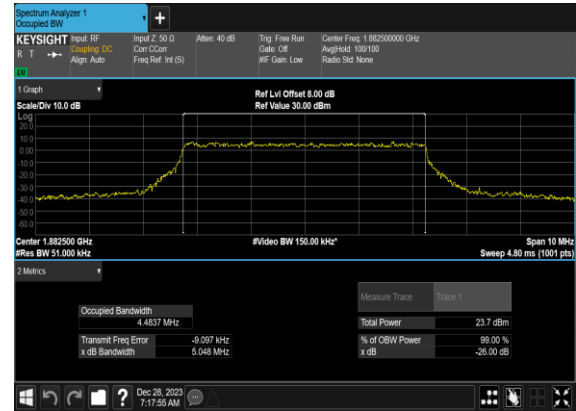 Spectrum Analyzer 1
Occupied BW
KEYSIGHT Input: RF Input Z: 50 Ω Atten: 40 dB Trig: Free Run Center Freq: 1.882500000 GHz
R T Coupling: DC Corr CCorr Gate: Off Avg|Hold: 100/100
Align: Auto Freq Ref: Int (S) #IF Gain: Low Radio Std: None
LW
1 Graph Ref Lvl Offset 8.00 dB
Scale/Div 10.0 dB Ref Value 30.00 dBm
Log
20.0
10.0
0.00
-10.0
-20.0
-30.0
-40.0
-50.0
-60.0
Center 1.882500 GHz #Video BW 150.00 kHz* Span 10 MHz
#Res BW 51.000 kHz Sweep 4.80 ms (1001 pts)
2 Metrics
Measure Trace Trace 1
Occupied Bandwidth
4.4837 MHz Total Power 23.7 dBm
Transmit Freq Error -9.097 kHz % of OBW Power 99.00 %
x dB Bandwidth 5.048 MHz x dB -26.00 dB
? Dec 28, 2023
7:17:55 AM